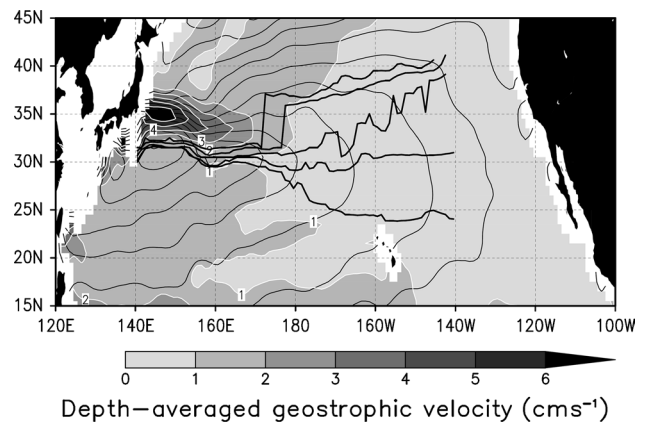 45N
40N
35N
30N
25N
20N
15N
4
3
2
1
1
1
2
120E 140E 160E 180 160W 140W 120W 100W
0 1 2 3 4 5 6
Depth−averaged geostrophic velocity (cms⁻¹)